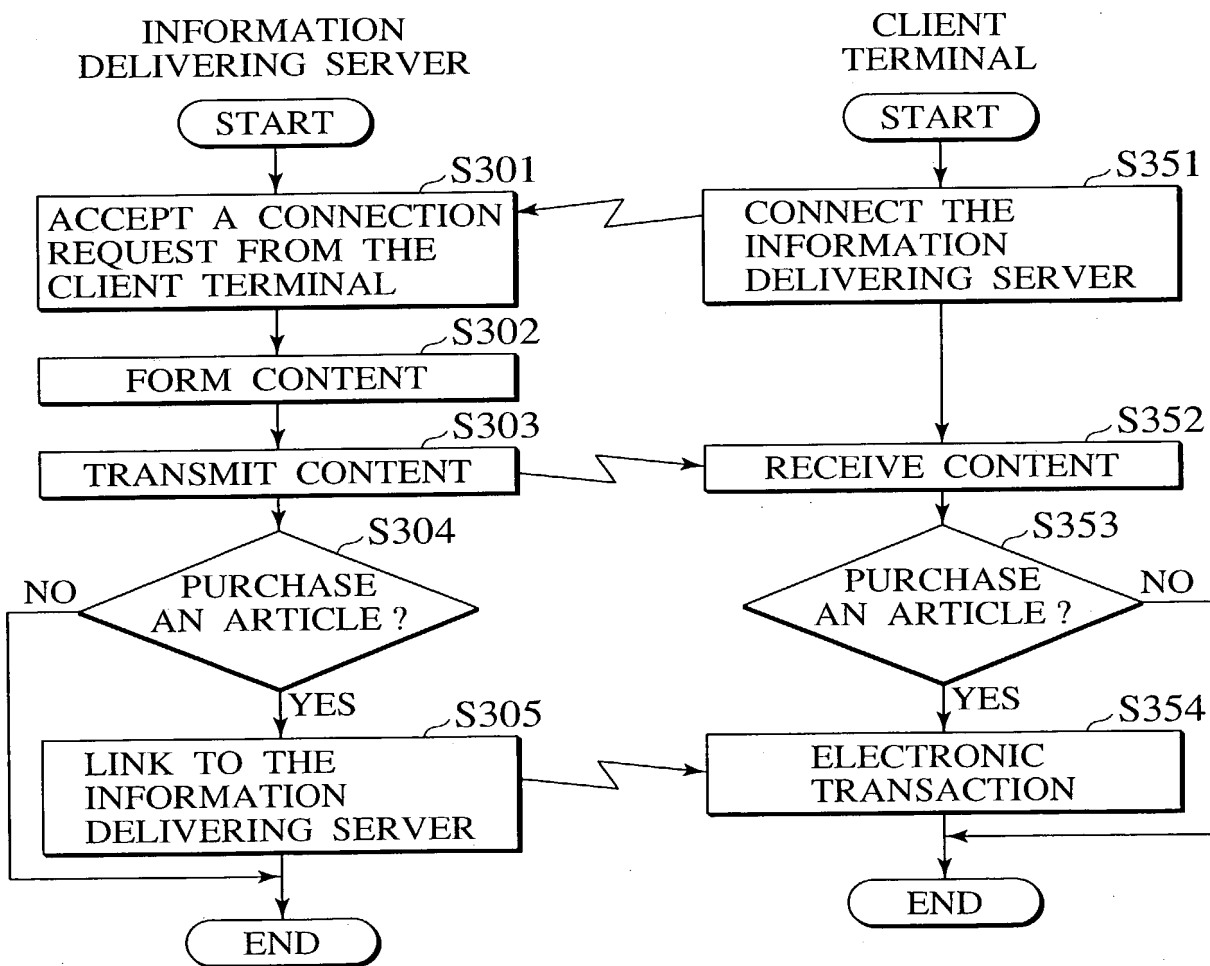 INFORMATION
DELIVERING SERVER
START
S301
ACCEPT A CONNECTION
REQUEST FROM THE
CLIENT TERMINAL
S302
FORM CONTENT
S303
TRANSMIT CONTENT
S304
PURCHASE
AN ARTICLE?
NO
YES
S305
LINK TO THE
INFORMATION
DELIVERING SERVER
END
CLIENT
TERMINAL
START
S351
CONNECT THE
INFORMATION
DELIVERING SERVER
S352
RECEIVE CONTENT
S353
PURCHASE
AN ARTICLE?
NO
YES
S354
ELECTRONIC
TRANSACTION
END